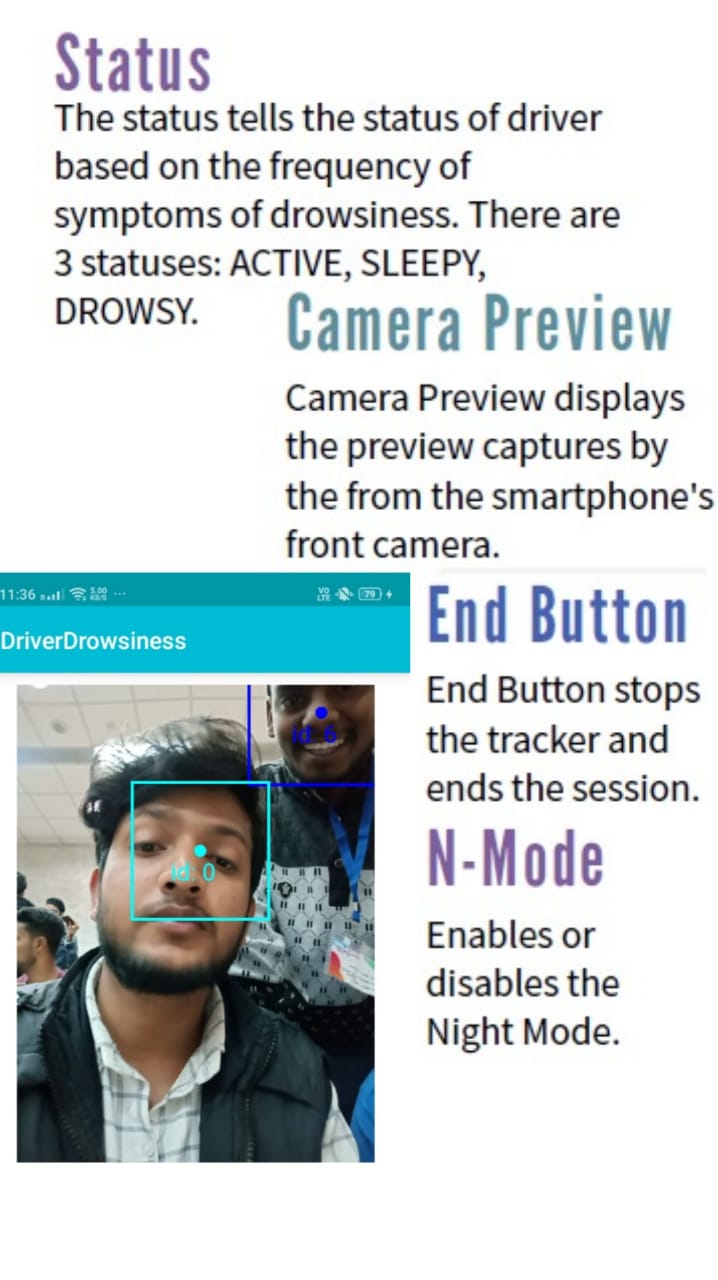 Status
The status tells the status of driver
based on the frequency of
symptoms of drowsiness. There are
3 statuses: ACTIVE, SLEEPY,
DROWSY.
Camera Preview
Camera Preview displays
the preview captures by
the from the smartphone's
front camera.
11:36 R 5.00 KB/S ... VO LTE 79
DriverDrowsiness
id: 6
id: 0
End Button
End Button stops
the tracker and
ends the session.
N-Mode
Enables or
disables the
Night Mode.